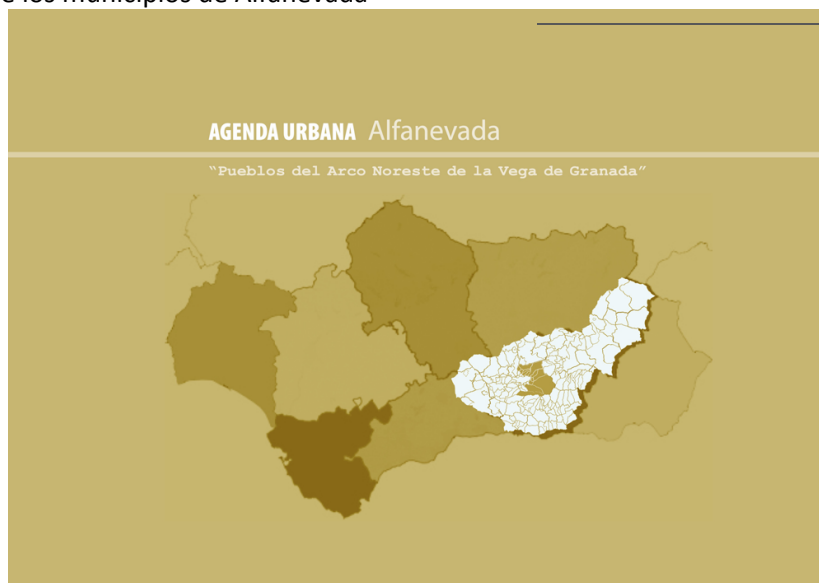 e los municipios de Alfanevada
AGENDA URBANA Alfanevada
“Pueblos del Arco Noreste de la Vega de Granada”